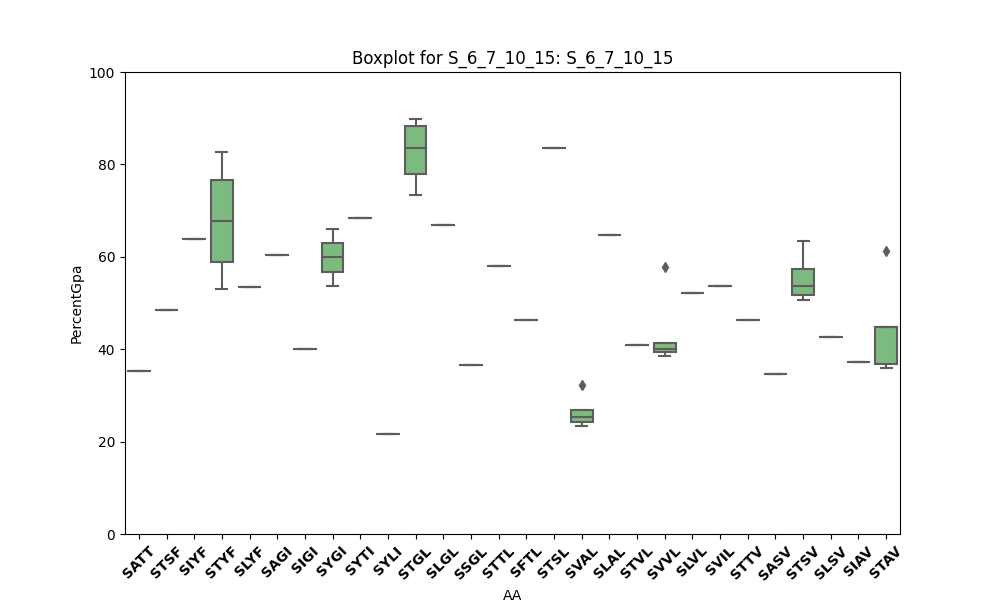 Boxplot for S_6_7_10_15: S_6_7_10_15
100
80
60
40
20
0
PercentGpa
SATT STSF SIYF STYF SLYF SAGI SIGI SYGI SYTI SYLI STGL SLGL SSGL STTL SFTL STSL SVAL SLAL STVL SVVL SLVL SVIL STTV SASV STSV SLSV SIAV STAV
AA